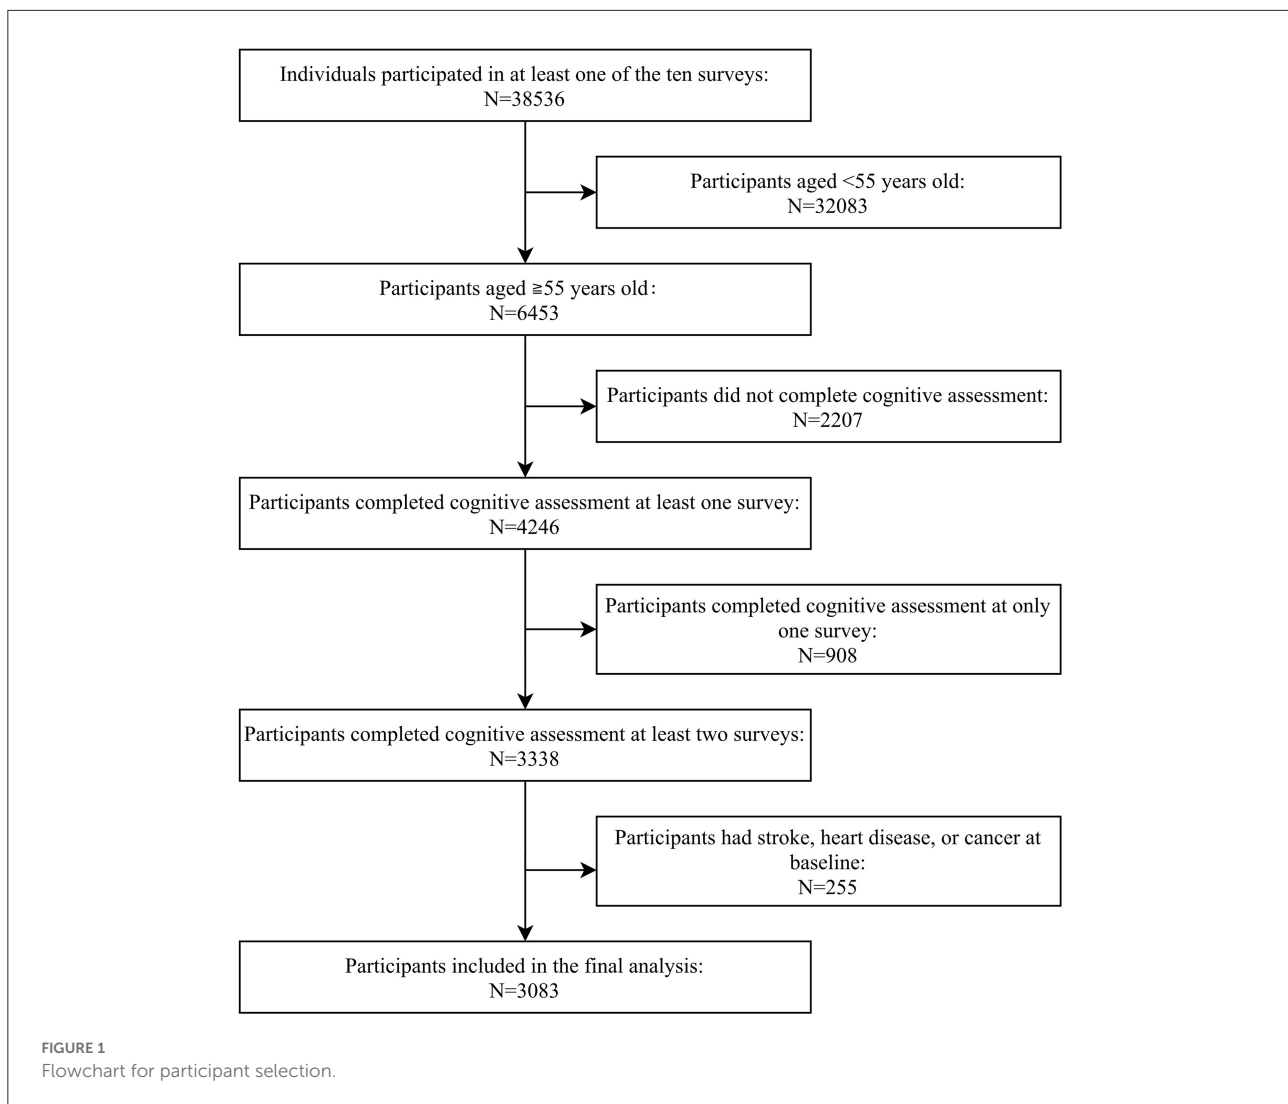 Individuals participated in at least one of the ten surveys:
N=38536
Participants aged <55 years old:
N=32083
Participants aged ≧55 years old：
N=6453
Participants did not complete cognitive assessment:
N=2207
Participants completed cognitive assessment at least one survey:
N=4246
Participants completed cognitive assessment at only
one survey:
N=908
Participants completed cognitive assessment at least two surveys:
N=3338
Participants had stroke, heart disease, or cancer at
baseline:
N=255
Participants included in the final analysis:
N=3083
FIGURE 1
Flowchart for participant selection.